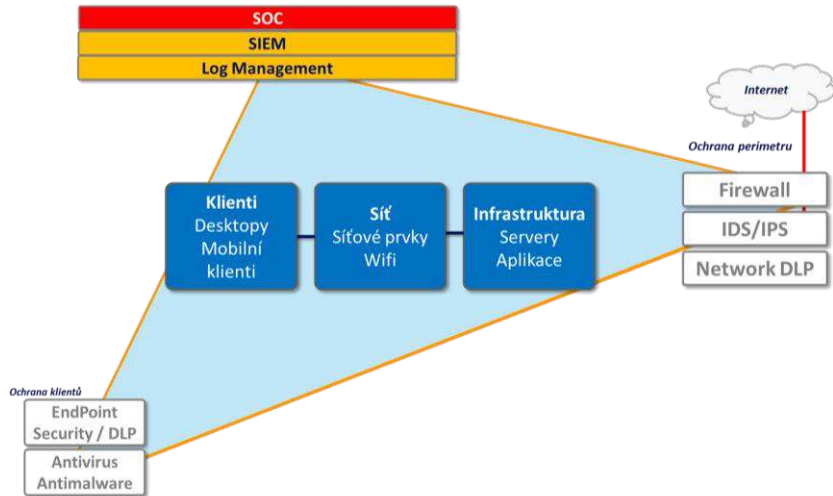 SOC
SIEM
Log Management
Internet
Ochrana perimetru
Firewall
IDS/IPS
Network DLP
Klienti
Desktopy
Mobilní
klienti
Síť
Síťové prvky
Wifi
Infrastruktura
Servery
Aplikace
Ochrana klientů
EndPoint
Security / DLP
Antivirus
Antimalware